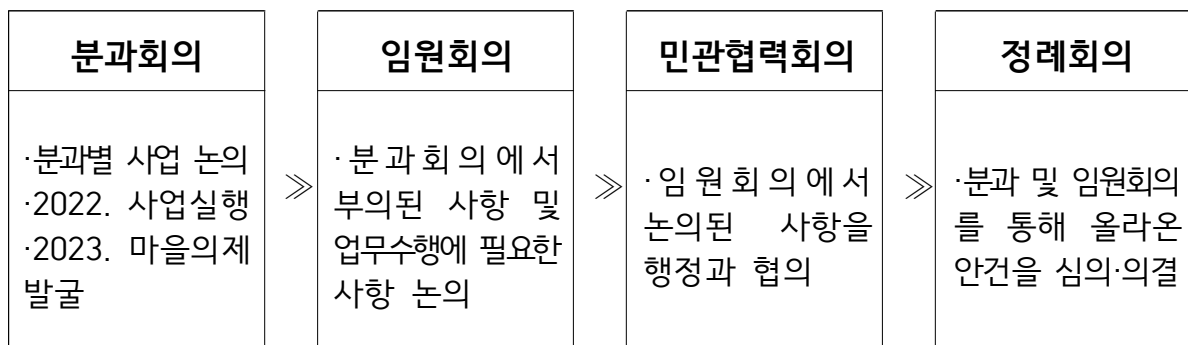 분과회의
·분과별 사업 논의
·2022. 사업실행
·2023. 마을의제
발굴
≫
임원회의
·분과회의에서
부의된 사항 및
업무수행에 필요한
사항 논의
≫
민관협력회의
·임원회의에서
논의된 사항을
행정과 협의
≫
정례회의
·분과 및 임원회의
를 통해 올라온
안건을 심의·의결